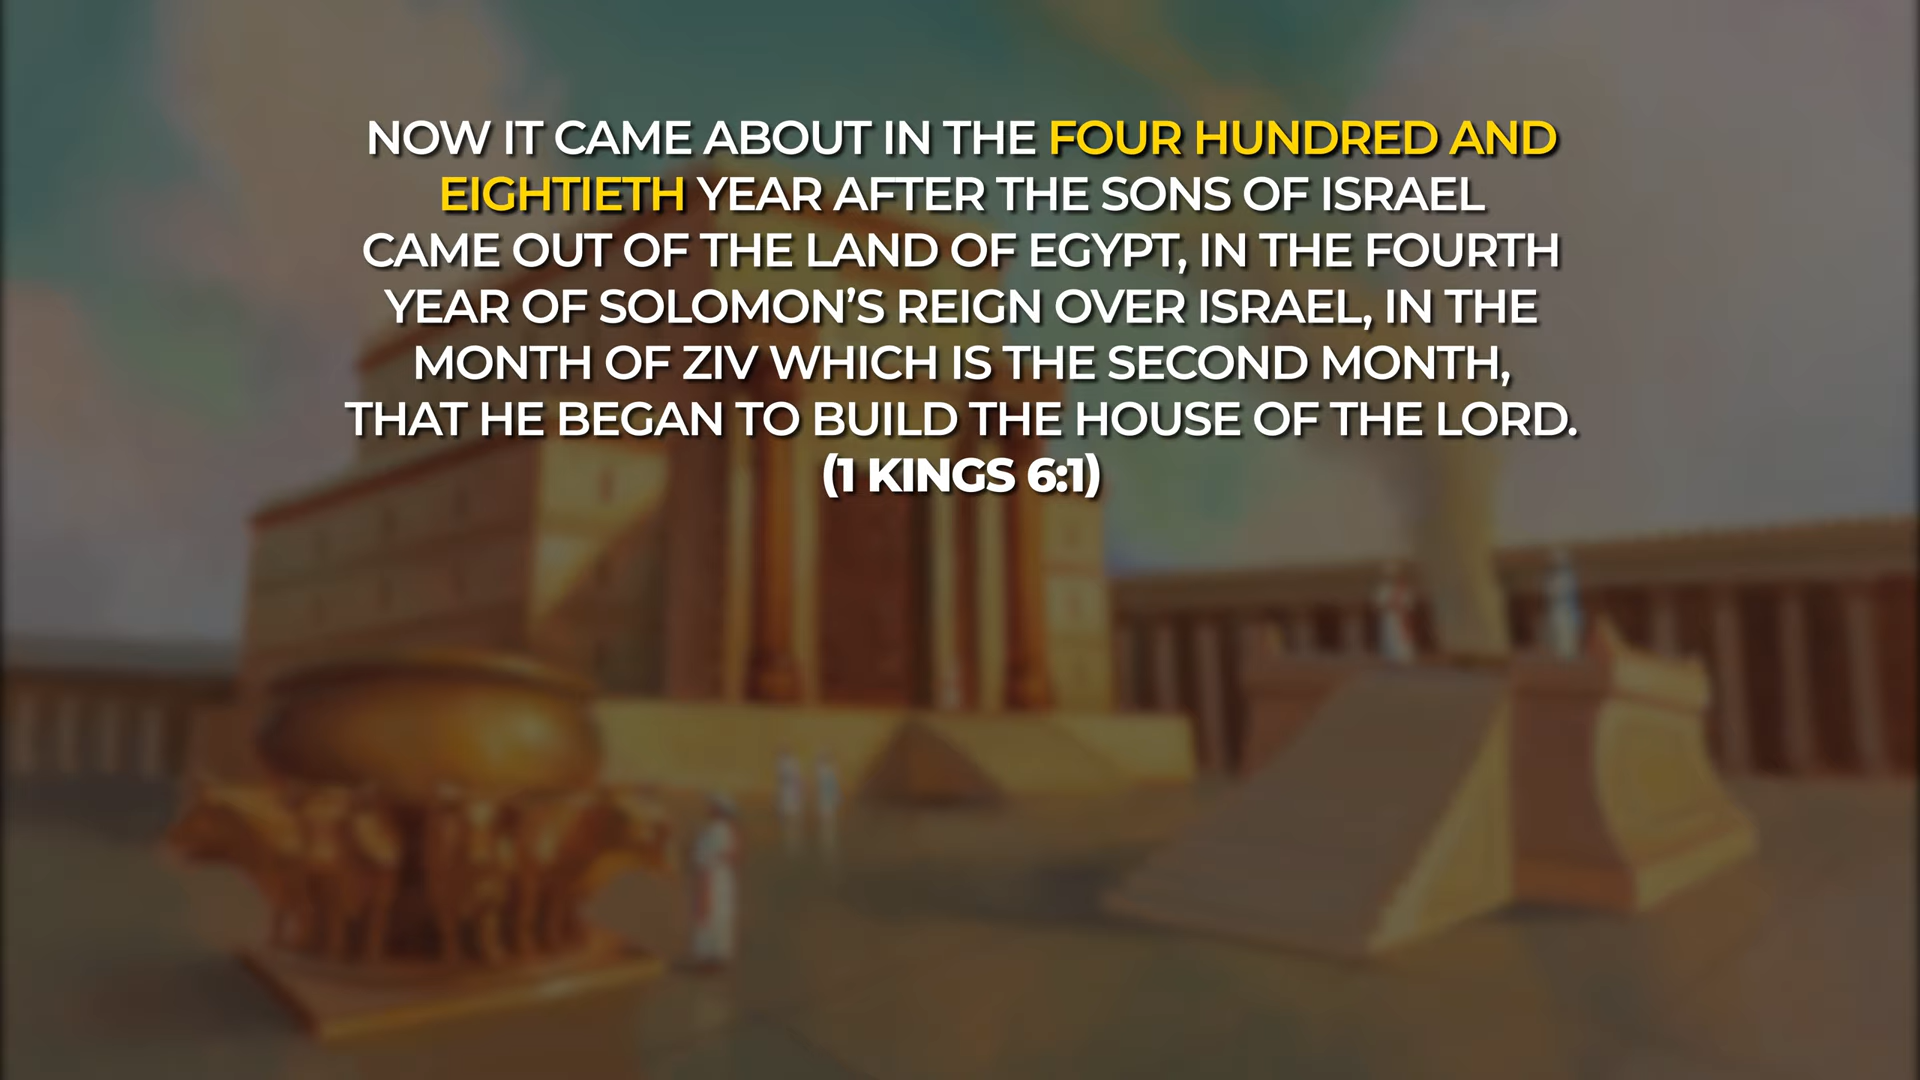 NOW IT CAME ABOUT IN THE FOUR HUNDRED AND
EIGHTIETH YEAR AFTER THE SONS OF ISRAEL
CAME OUT OF THE LAND OF EGYPT, IN THE FOURTH
YEAR OF SOLOMON’S REIGN OVER ISRAEL, IN THE
MONTH OF ZIV WHICH IS THE SECOND MONTH,
THAT HE BEGAN TO BUILD THE HOUSE OF THE LORD.
(1 KINGS 6:1)